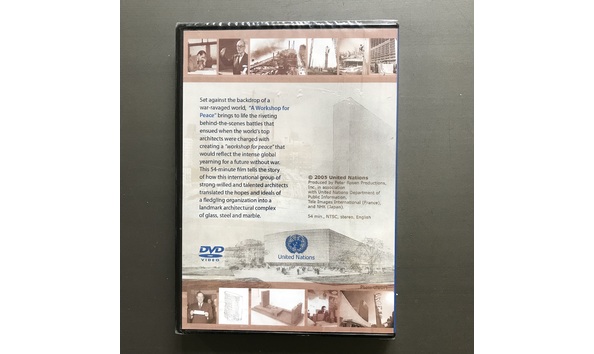 Set against the backdrop of a
war-ravaged world, "A Workshop for
Peace" brings to life the riveting
behind-the-scenes battles that
ensued when the world's top
architects were charged with
creating a "workshop for peace" that
would reflect the intense global
yearning for a future without war.
This 54-minute film tells the story
of how this international group of
strong-willed and talented architects
translated the hopes and ideals of
a fledgling organization into a
landmark architectural complex
of glass, steel and marble.
© 2005 United Nations
Produced by Peter Rosen Productions,
Inc. in association
with United Nations Department of
Public Information,
Tele Images International (France),
and NHK (Japan).
54 min., NTSC, stereo, English
DVD
VIDEO
United Nations